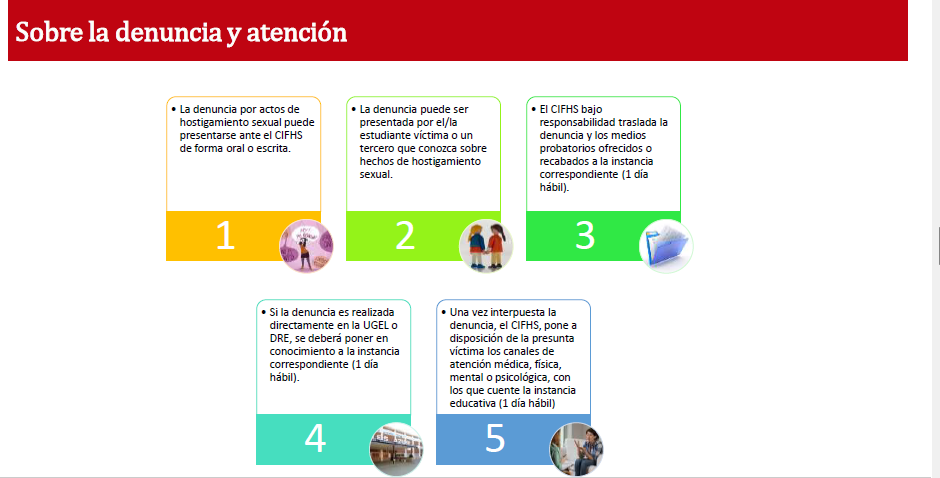 Sobre la denuncia y atención
• La denuncia por actos de
hostigamiento sexual puede
presentarse ante el CIFHS
de forma oral o escrita.
1
• La denuncia puede ser
presentada por el/la
estudiante víctima o un
tercero que conozca sobre
hechos de hostigamiento
sexual.
2
• El CIFHS bajo
responsabilidad traslada la
denuncia y los medios
probatorios ofrecidos o
recabados a la instancia
correspondiente (1 día
hábil).
3
• Si la denuncia es realizada
directamente en la UGEL o
DRE, se deberá poner en
conocimiento a la instancia
correspondiente (1 día
hábil).
4
• Una vez interpuesta la
denuncia, el CIFHS, pone a
disposición de la presunta
víctima los canales de
atención médica, física,
mental o psicológica, con
los que cuente la instancia
educativa (1 día hábil)
5